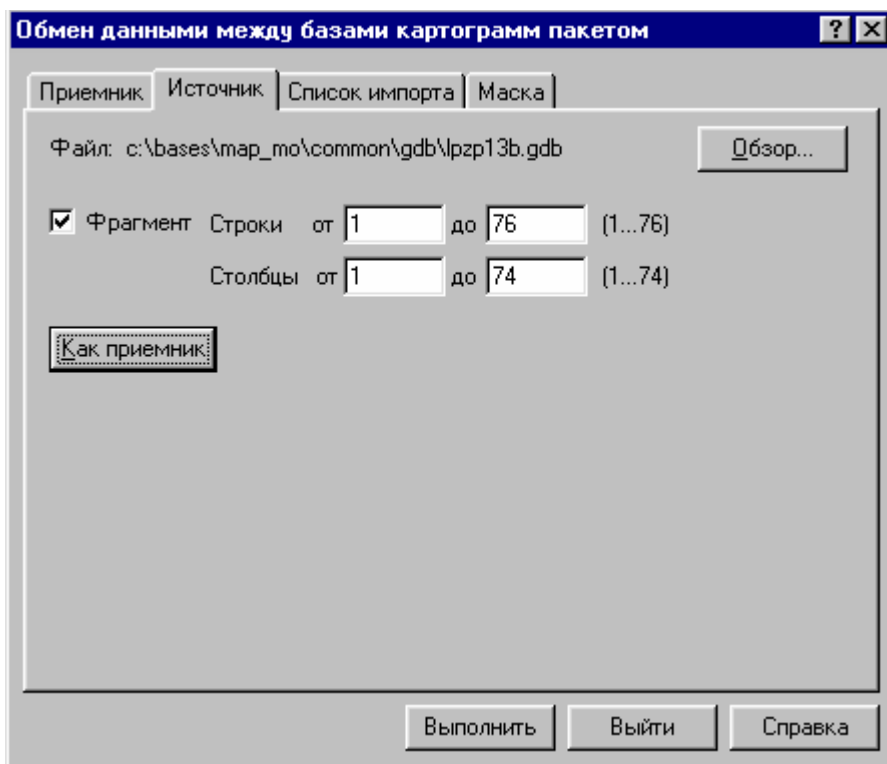 Обмен данными между базами картограмм пакетом
Приемник Источник Список импорта Маска
Файл: c:\bases\map_mo\common\gdb\lpzp13b.gdb Обзор...
Фрагмент Строки от 1 до 76 (1...76)
Столбцы от 1 до 74 (1...74)
Как приемник
Выполнить Выйти Справка